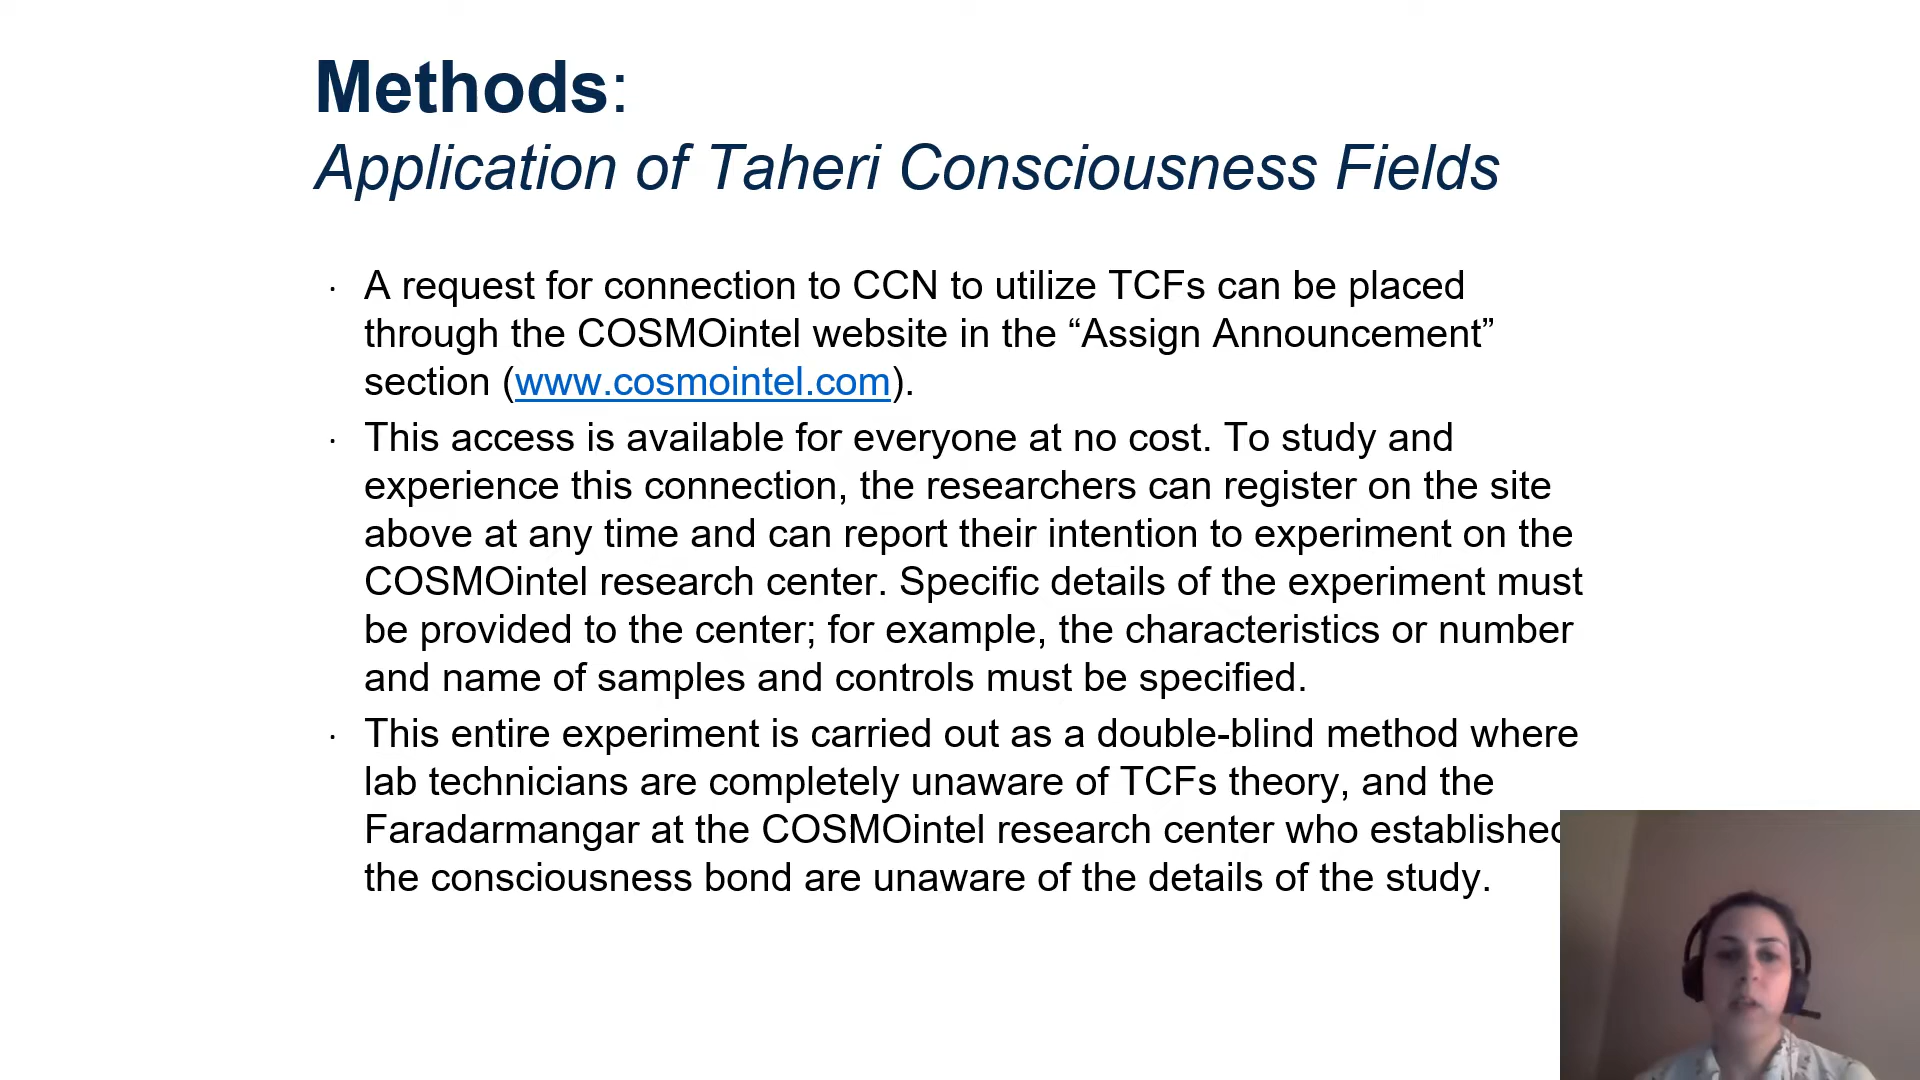 Methods:
Application of Taheri Consciousness Fields
· A request for connection to CCN to utilize TCFs can be placed
through the COSMOintel website in the “Assign Announcement”
section (www.cosmointel.com).
· This access is available for everyone at no cost. To study and
experience this connection, the researchers can register on the site
above at any time and can report their intention to experiment on the
COSMOintel research center. Specific details of the experiment must
be provided to the center; for example, the characteristics or number
and name of samples and controls must be specified.
· This entire experiment is carried out as a double-blind method where
lab technicians are completely unaware of TCFs theory, and the
Faradarmangar at the COSMOintel research center who established
the consciousness bond are unaware of the details of the study.